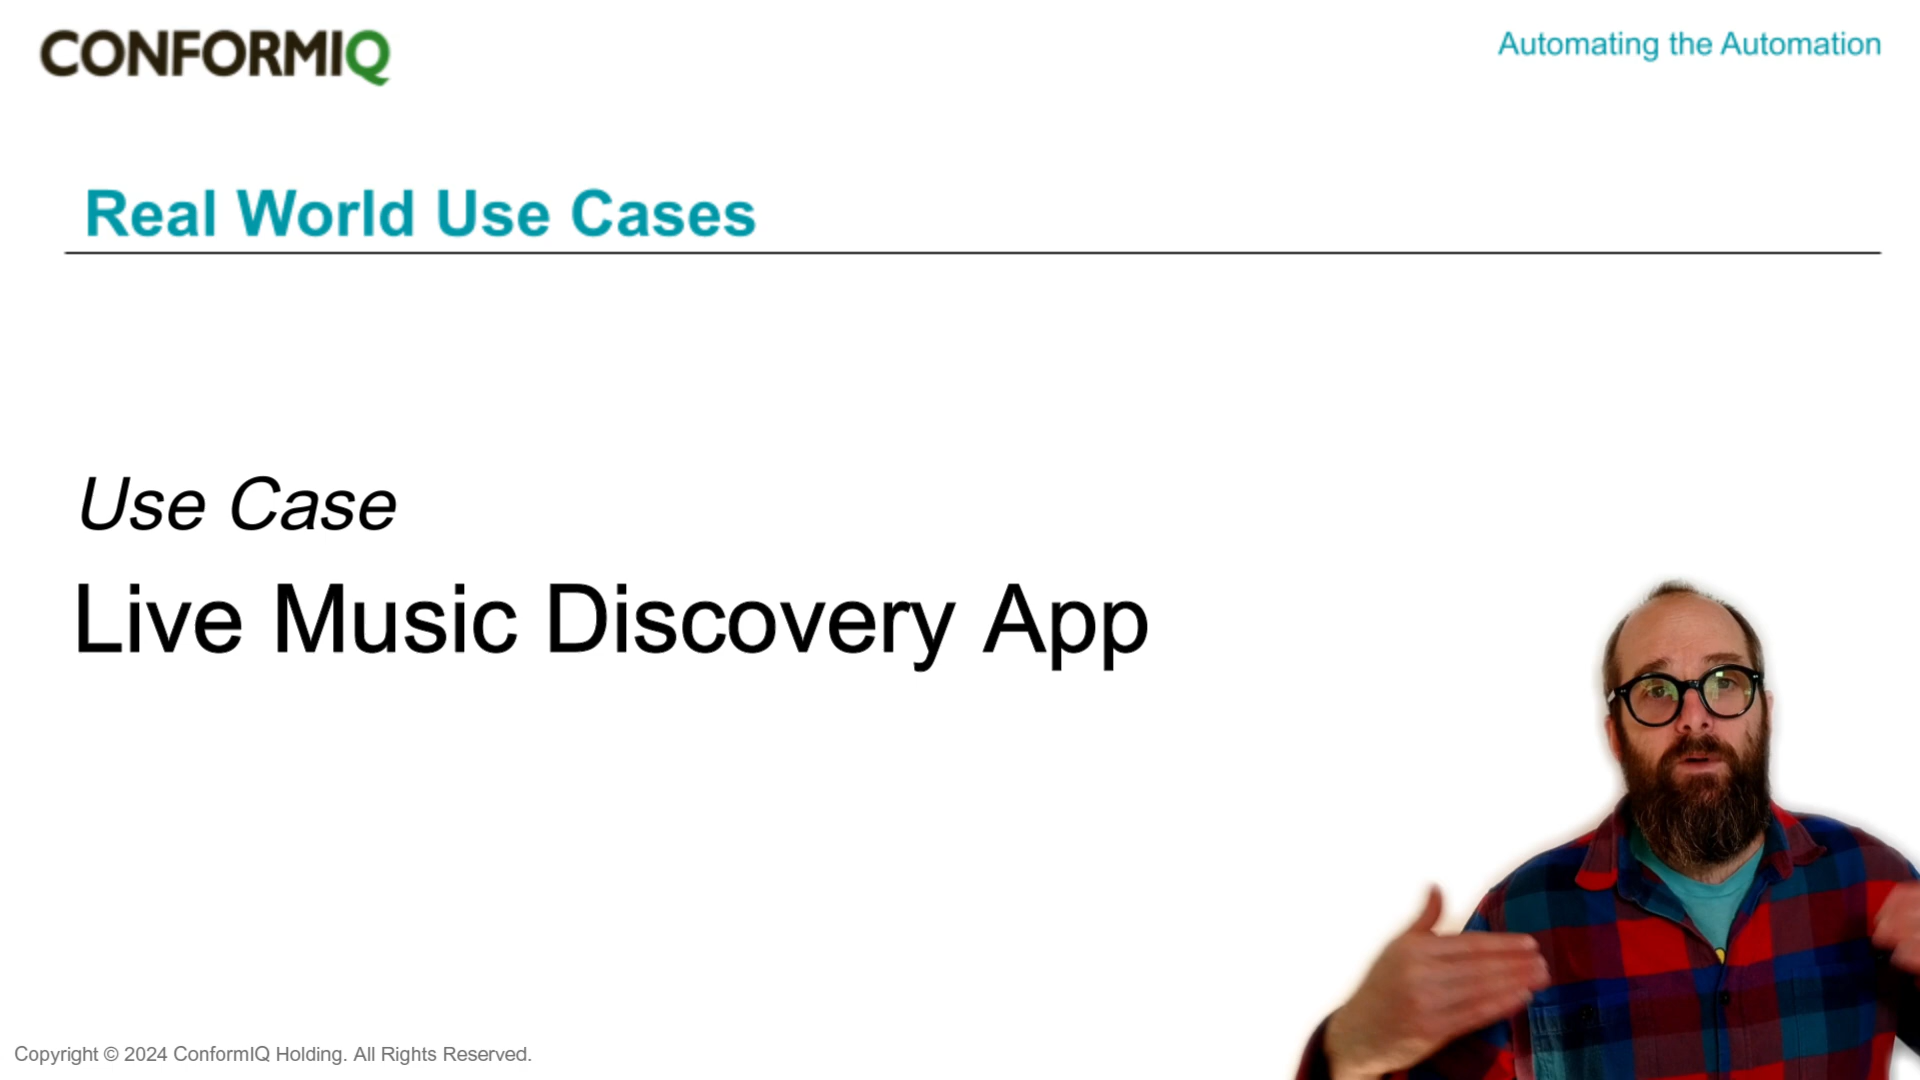 CONFORMIQ
Automating the Automation
Real World Use Cases
Use Case
Live Music Discovery App
Copyright © 2024 ConformIQ Holding. All Rights Reserved.